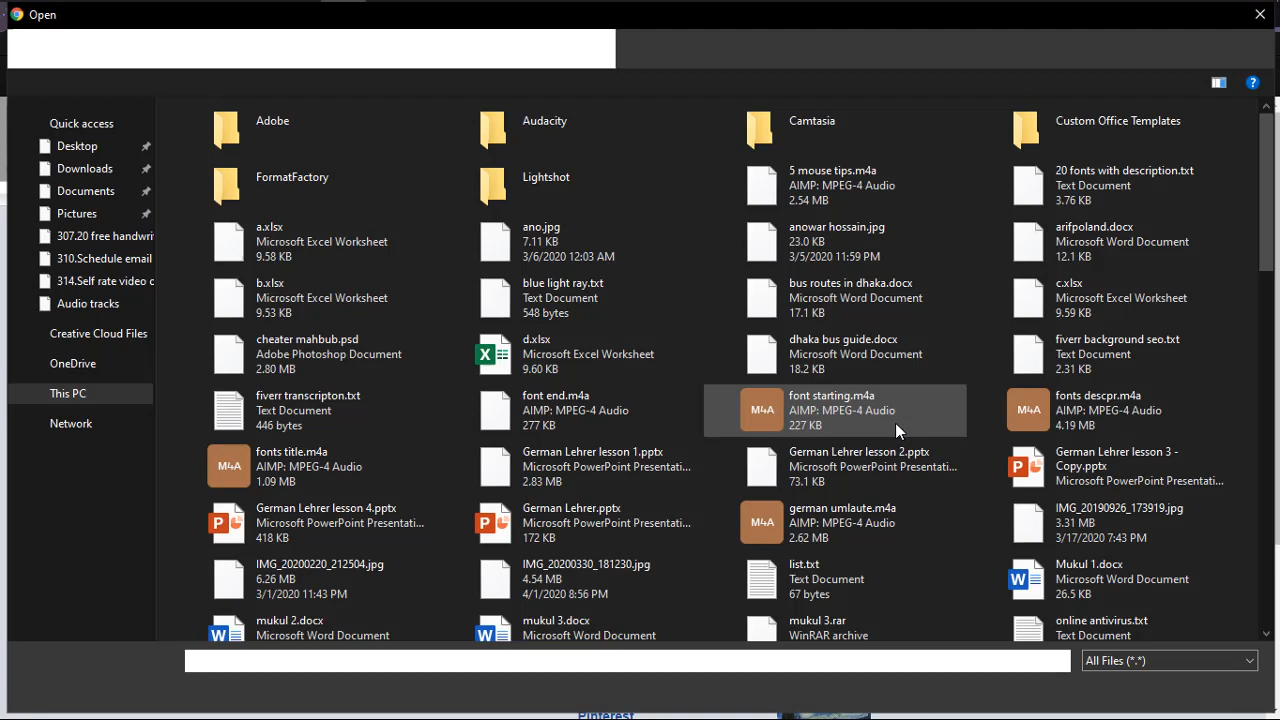 Open
Quick access
Desktop
Downloads
Documents
Pictures
307.20 free handwri
310.Schedule email
314.Self rate video c
Audio tracks
Creative Cloud Files
OneDrive
This PC
Network
Adobe
Audacity
Camtasia
Custom Office Templates
FormatFactory
Lightshot
5 mouse tips.m4a
AIMP: MPEG-4 Audio
2.54 MB
20 fonts with description.txt
Text Document
3.76 KB
a.xlsx
Microsoft Excel Worksheet
9.58 KB
ano.jpg
7.11 KB
3/6/2020 12:03 AM
anowar hossain.jpg
23.0 KB
3/5/2020 11:59 PM
arifpoland.docx
Microsoft Word Document
12.1 KB
b.xlsx
Microsoft Excel Worksheet
9.53 KB
blue light ray.txt
Text Document
548 bytes
bus routes in dhaka.docx
Microsoft Word Document
17.1 KB
c.xlsx
Microsoft Excel Worksheet
9.59 KB
cheater mahbub.psd
Adobe Photoshop Document
2.80 MB
d.xlsx
Microsoft Excel Worksheet
9.60 KB
dhaka bus guide.docx
Microsoft Word Document
18.2 KB
fiverr background seo.txt
Text Document
2.31 KB
fiverr transcripton.txt
Text Document
446 bytes
font end.m4a
AIMP: MPEG-4 Audio
277 KB
M4A
font starting.m4a
AIMP: MPEG-4 Audio
227 KB
M4A
fonts descpr.m4a
AIMP: MPEG-4 Audio
4.19 MB
M4A
fonts title.m4a
AIMP: MPEG-4 Audio
1.09 MB
German Lehrer lesson 1.pptx
Microsoft PowerPoint Presentati...
2.83 MB
German Lehrer lesson 2.pptx
Microsoft PowerPoint Presentati...
73.1 KB
German Lehrer lesson 3 -
Copy.pptx
Microsoft PowerPoint Presentati...
German Lehrer lesson 4.pptx
Microsoft PowerPoint Presentati...
418 KB
German Lehrer.pptx
Microsoft PowerPoint Presentati...
172 KB
M4A
german umlaute.m4a
AIMP: MPEG-4 Audio
2.62 MB
IMG_20190926_173919.jpg
3.31 MB
3/17/2020 7:43 PM
IMG_20200220_212504.jpg
6.26 MB
3/1/2020 11:43 PM
IMG_20200330_181230.jpg
4.54 MB
4/1/2020 8:56 PM
list.txt
Text Document
67 bytes
Mukul 1.docx
Microsoft Word Document
26.5 KB
mukul 2.docx
Microsoft Word Document
mukul 3.docx
Microsoft Word Document
mukul 3.rar
WinRAR archive
online antivirus.txt
Text Document
All Files (*.*)
Pinterest